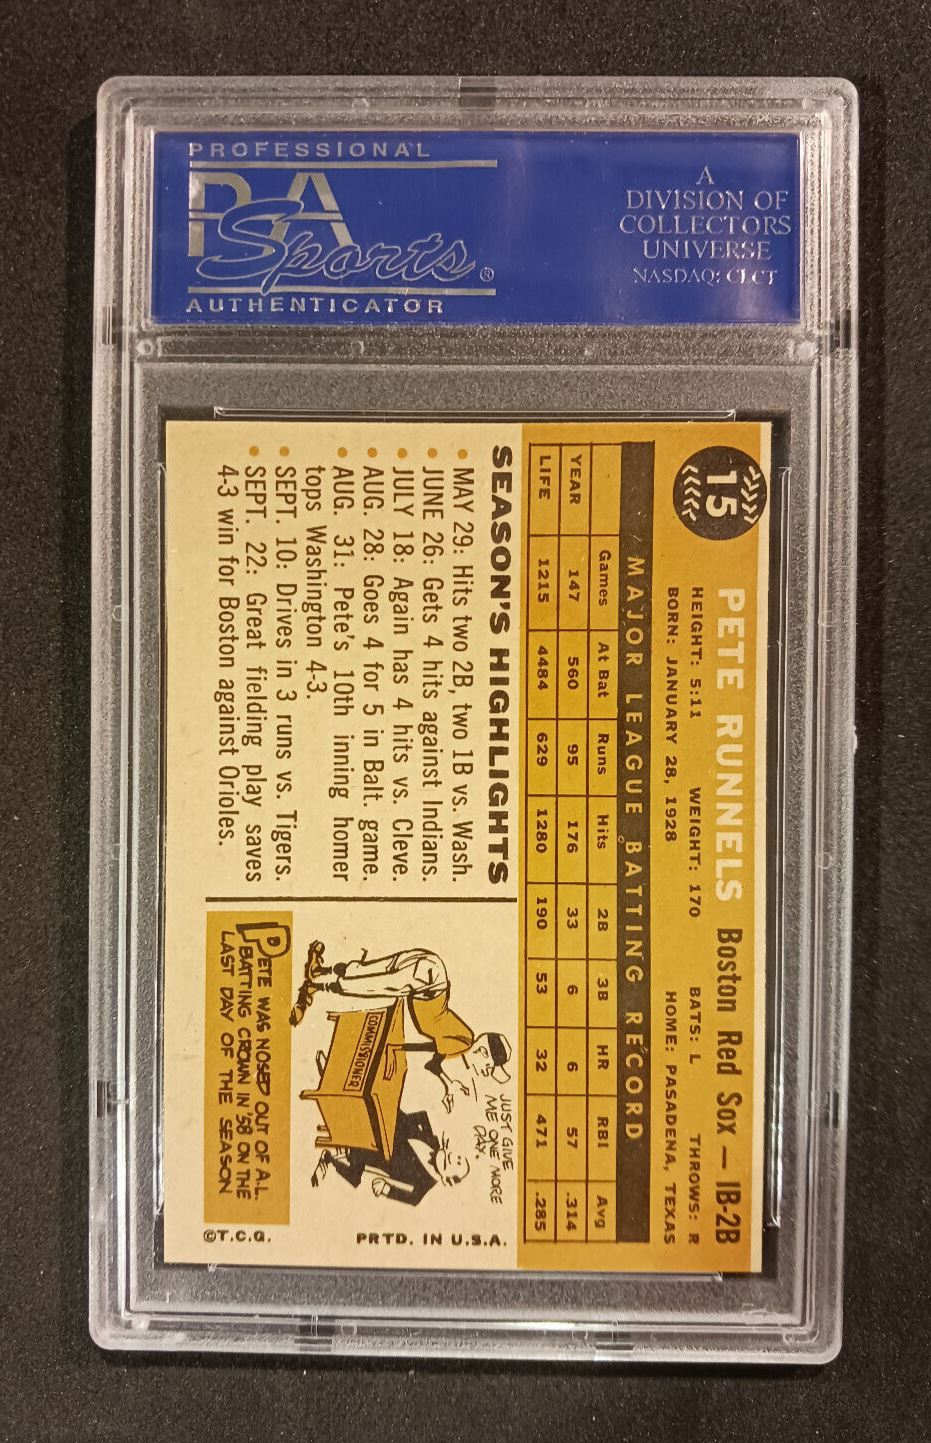 PROFESSIONAL
PSA
Sports®
AUTHENTICATOR
A
DIVISION OF
COLLECTORS
UNIVERSE
NASDAQ: CLCT
15
PETE RUNNELS Boston Red Sox — 1B-2B
HEIGHT: 5:11 WEIGHT: 170 BATS: L THROWS: R
BORN: JANUARY 28, 1928 HOME: PASADENA, TEXAS
MAJOR LEAGUE BATTING RECORD
Games At Bat Runs Hits 2B 3B HR RBI Avg
YEAR 147 560 95 176 33 6 6 57 .314
LIFE 1215 4484 629 1280 190 53 32 471 .285
SEASON'S HIGHLIGHTS
• MAY 29: Hits two 2B, two 1B vs. Wash.
• JUNE 26: Gets 4 hits against Indians.
• JULY 18: Again has 4 hits vs. Cleve.
• AUG. 28: Goes 4 for 5 in Balt. game.
• AUG. 31: Pete's 10th inning homer
tops Washington 4-3.
• SEPT. 10: Drives in 3 runs vs. Tigers.
• SEPT. 22: Great fielding play saves
4-3 win for Boston against Orioles.
JUST GIVE
ME ONE MORE
DAY.
COMMISSIONER
PETE WAS NOSED OUT OF A.L.
BATTING CROWN IN '58 ON THE
LAST DAY OF THE SEASON
©T.C.G. PRTD. IN U.S.A.